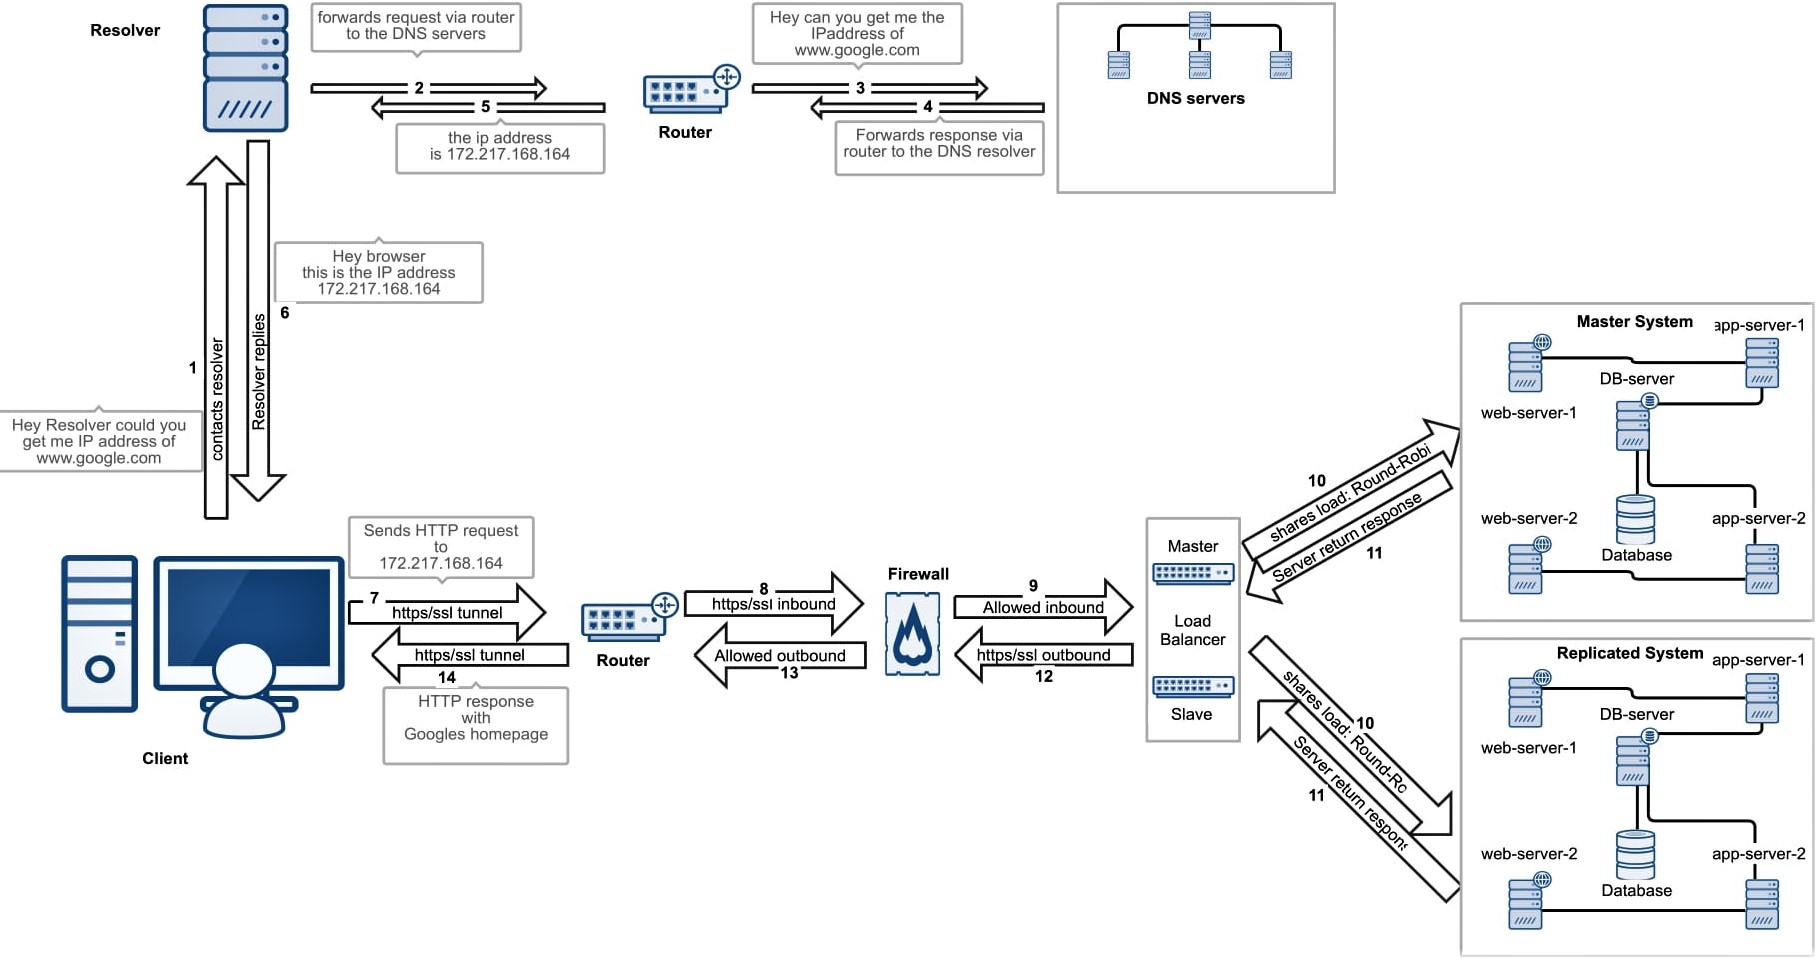 Resolver
forwards request via router
to the DNS servers
2
5
the ip address
is 172.217.168.164
Router
Hey can you get me the
IPaddress of
www.google.com
3
4
Forwards response via
router to the DNS resolver
DNS servers
1
contacts resolver
Resolver replies
6
Hey browser
this is the IP address
172.217.168.164
Hey Resolver could you
get me IP address of
www.google.com
Sends HTTP request
to
172.217.168.164
7
https/ssl tunnel
https/ssl tunnel
14
HTTP response
with
Googles homepage
Client
Router
8
https/ssl inbound
Allowed outbound
13
Firewall
9
Allowed inbound
https/ssl outbound
12
Master
Load
Balancer
Slave
10
shares load: Round-Robi
Server return response
11
shares load: Round-Rc
10
Server return respons
11
Master System
app-server-1
DB-server
web-server-1
web-server-2
app-server-2
Database
Replicated System
app-server-1
DB-server
web-server-1
web-server-2
app-server-2
Database